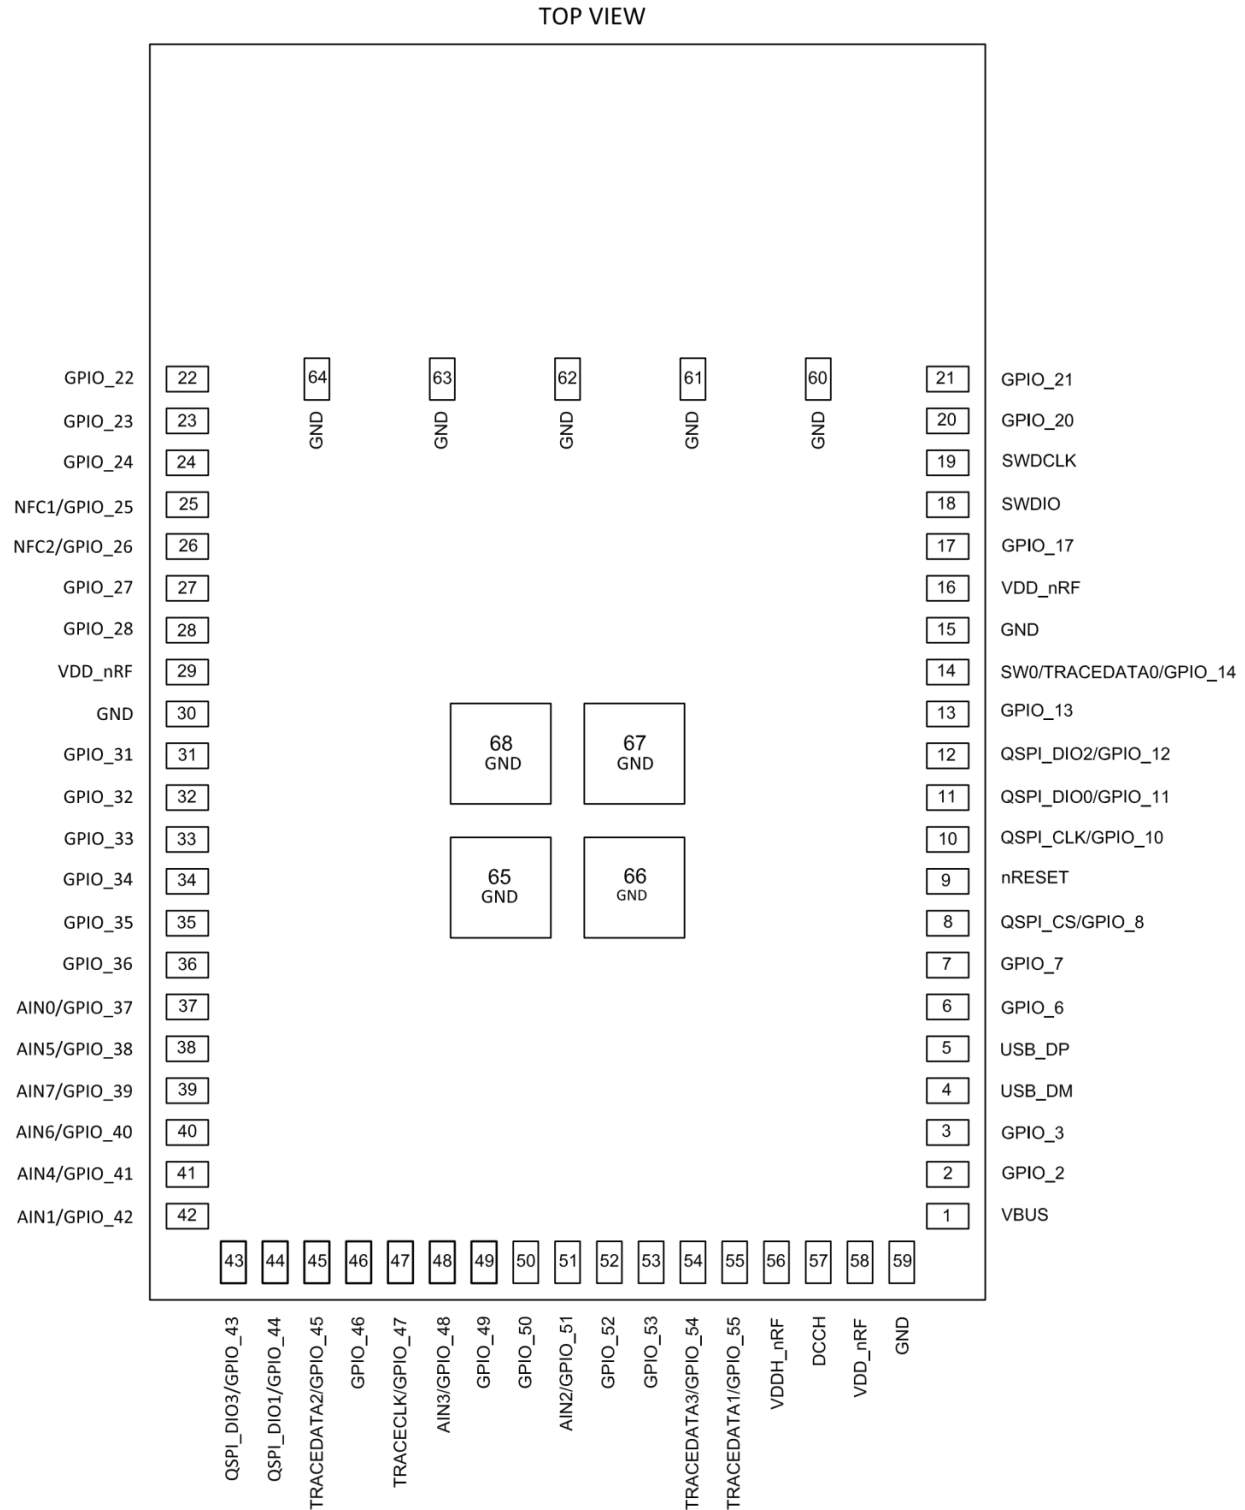 TOP VIEW
GPIO_22 22 64 63 62 61 60 21 GPIO_21
GND GND GND GND GND
GPIO_23 23 20 GPIO_20
GPIO_24 24 19 SWDCLK
NFC1/GPIO_25 25 18 SWDIO
NFC2/GPIO_26 26 17 GPIO_17
GPIO_27 27 16 VDD_nRF
GPIO_28 28 15 GND
VDD_nRF 29 14 SW0/TRACEDATA0/GPIO_14
GND 30 13 GPIO_13
68 67
GND GND
GPIO_31 31 12 QSPI_DIO2/GPIO_12
GPIO_32 32 11 QSPI_DIO0/GPIO_11
GPIO_33 33 10 QSPI_CLK/GPIO_10
GPIO_34 34 65 66 9 nRESET
GND GND
GPIO_35 35 8 QSPI_CS/GPIO_8
GPIO_36 36 7 GPIO_7
AIN0/GPIO_37 37 6 GPIO_6
AIN5/GPIO_38 38 5 USB_DP
AIN7/GPIO_39 39 4 USB_DM
AIN6/GPIO_40 40 3 GPIO_3
AIN4/GPIO_41 41 2 GPIO_2
AIN1/GPIO_42 42 1 VBUS
43 44 45 46 47 48 49 50 51 52 53 54 55 56 57 58 59
QSPI_DIO3/GPIO_43
QSPI_DIO1/GPIO_44
TRACEDATA2/GPIO_45
GPIO_46
TRACECLK/GPIO_47
AIN3/GPIO_48
GPIO_49
GPIO_50
AIN2/GPIO_51
GPIO_52
GPIO_53
TRACEDATA3/GPIO_54
TRACEDATA1/GPIO_55
VDDH_nRF
DCCH
VDD_nRF
GND